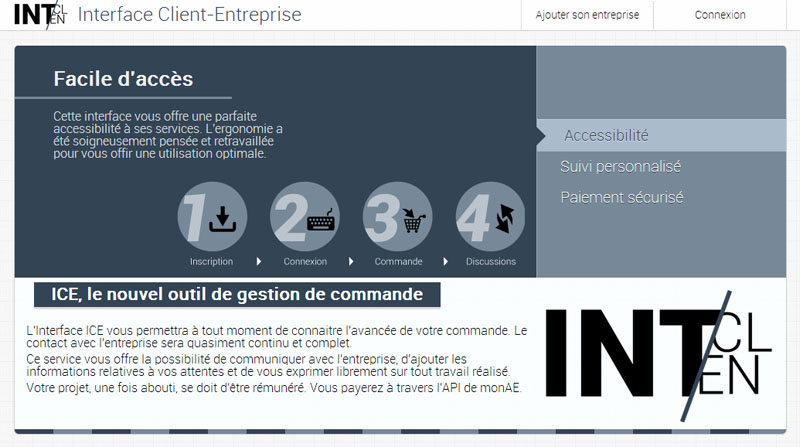 INT CL
EN
Interface Client-Entreprise
Ajouter son entreprise
Connexion
Facile d'accès
Cette interface vous offre une parfaite
accessibilité à ses services. L'ergonomie a
été soigneusement pensée et retravaillée
pour vous offir une utilisation optimale.
1
2
3
4
Inscription
Connexion
Commande
Discussions
Accessibilité
Suivi personnalisé
Paiement sécurisé
ICE, le nouvel outil de gestion de commande
L'Interface ICE vous permettra à tout moment de connaitre l'avancée de votre commande. Le
contact avec l'entreprise sera quasiment continu et complet.
Ce service vous offre la possibilité de communiquer avec l'entreprise, d'ajouter les
informations relatives à vos attentes et de vous exprimer librement sur tout travail réalisé.
Votre projet, une fois abouti, se doit d'être rémunéré. Vous payerez à travers l'API de monAE.
INT CL
EN